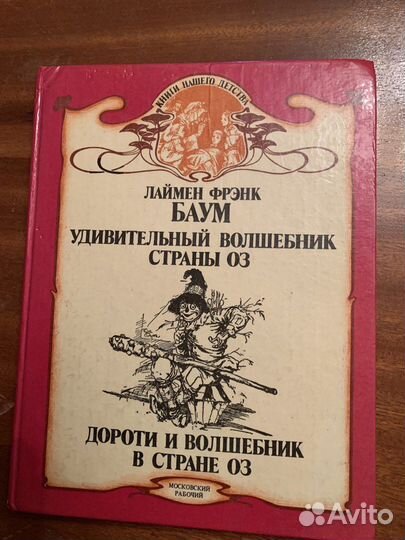 КНИГИ НАШЕГО ДЕТСТВА
ЛАЙМЕН ФРЭНК
БАУМ
УДИВИТЕЛЬНЫЙ ВОЛШЕБНИК
СТРАНЫ ОЗ
ДОРОТИ И ВОЛШЕБНИК
В СТРАНЕ ОЗ
МОСКОВСКИЙ
РАБОЧИЙ
Avito